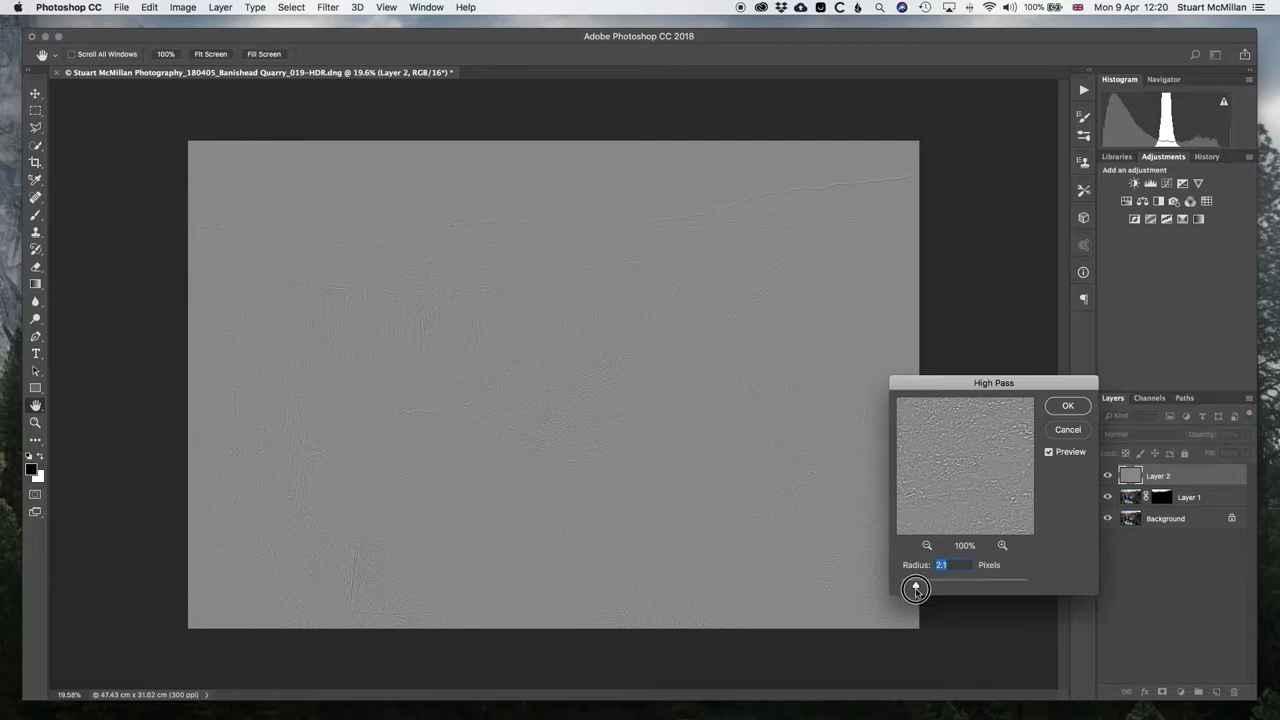 Photoshop CC File Edit Image Layer Type Select Filter 3D View Window Help 100% Mon 9 Apr 12:20 Stuart McMillan
Adobe Photoshop CC 2018
Scroll All Windows 100% Fit Screen Fill Screen
© Stuart McMillan Photography_180405_Banishead Quarry_019-HDR.dng @ 19.6% (Layer 2, RGB/16*) *
Histogram Navigator
Libraries Adjustments History
Add an adjustment
High Pass
OK
Cancel
Preview
100%
Radius: 2.1 Pixels
Layers Channels Paths
Kind
Normal Opacity:
Lock: Fill:
Layer 2
Layer 1
Background
19.58% © 47.43 cm x 31.62 cm (300 ppi)